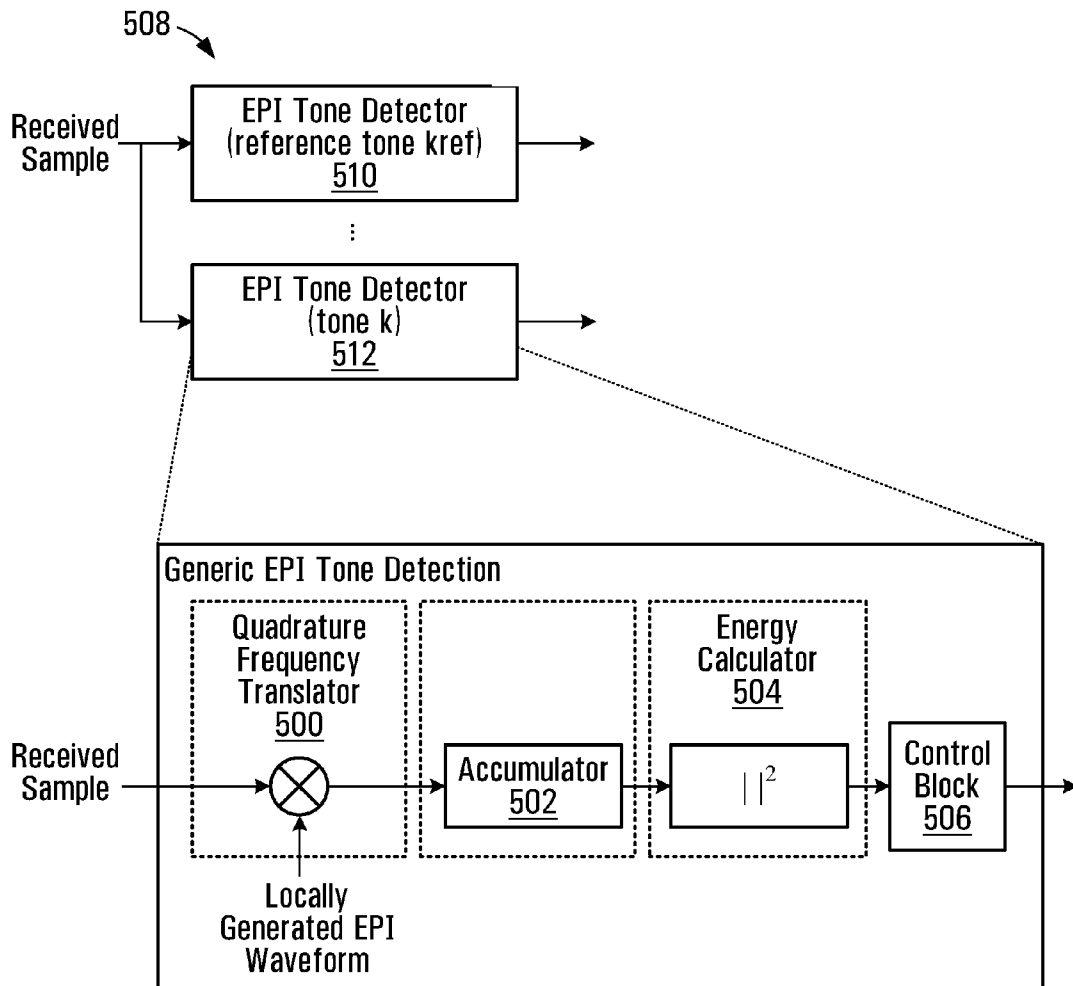 508
Received
Sample
EPI Tone Detector
(reference tone kref)
510
...
EPI Tone Detector
(tone k)
512
Generic EPI Tone Detection
Quadrature
Frequency
Translator
500
Energy
Calculator
504
Received
Sample
Accumulator
502
| |²
Control
Block
506
Locally
Generated EPI
Waveform